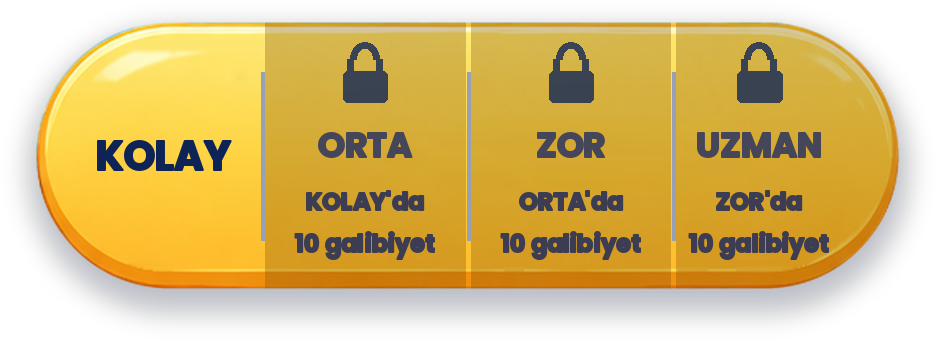 KOLAY
ORTA
KOLAY'da
10 galibiyet
ZOR
ORTA'da
10 galibiyet
UZMAN
ZOR'da
10 galibiyet